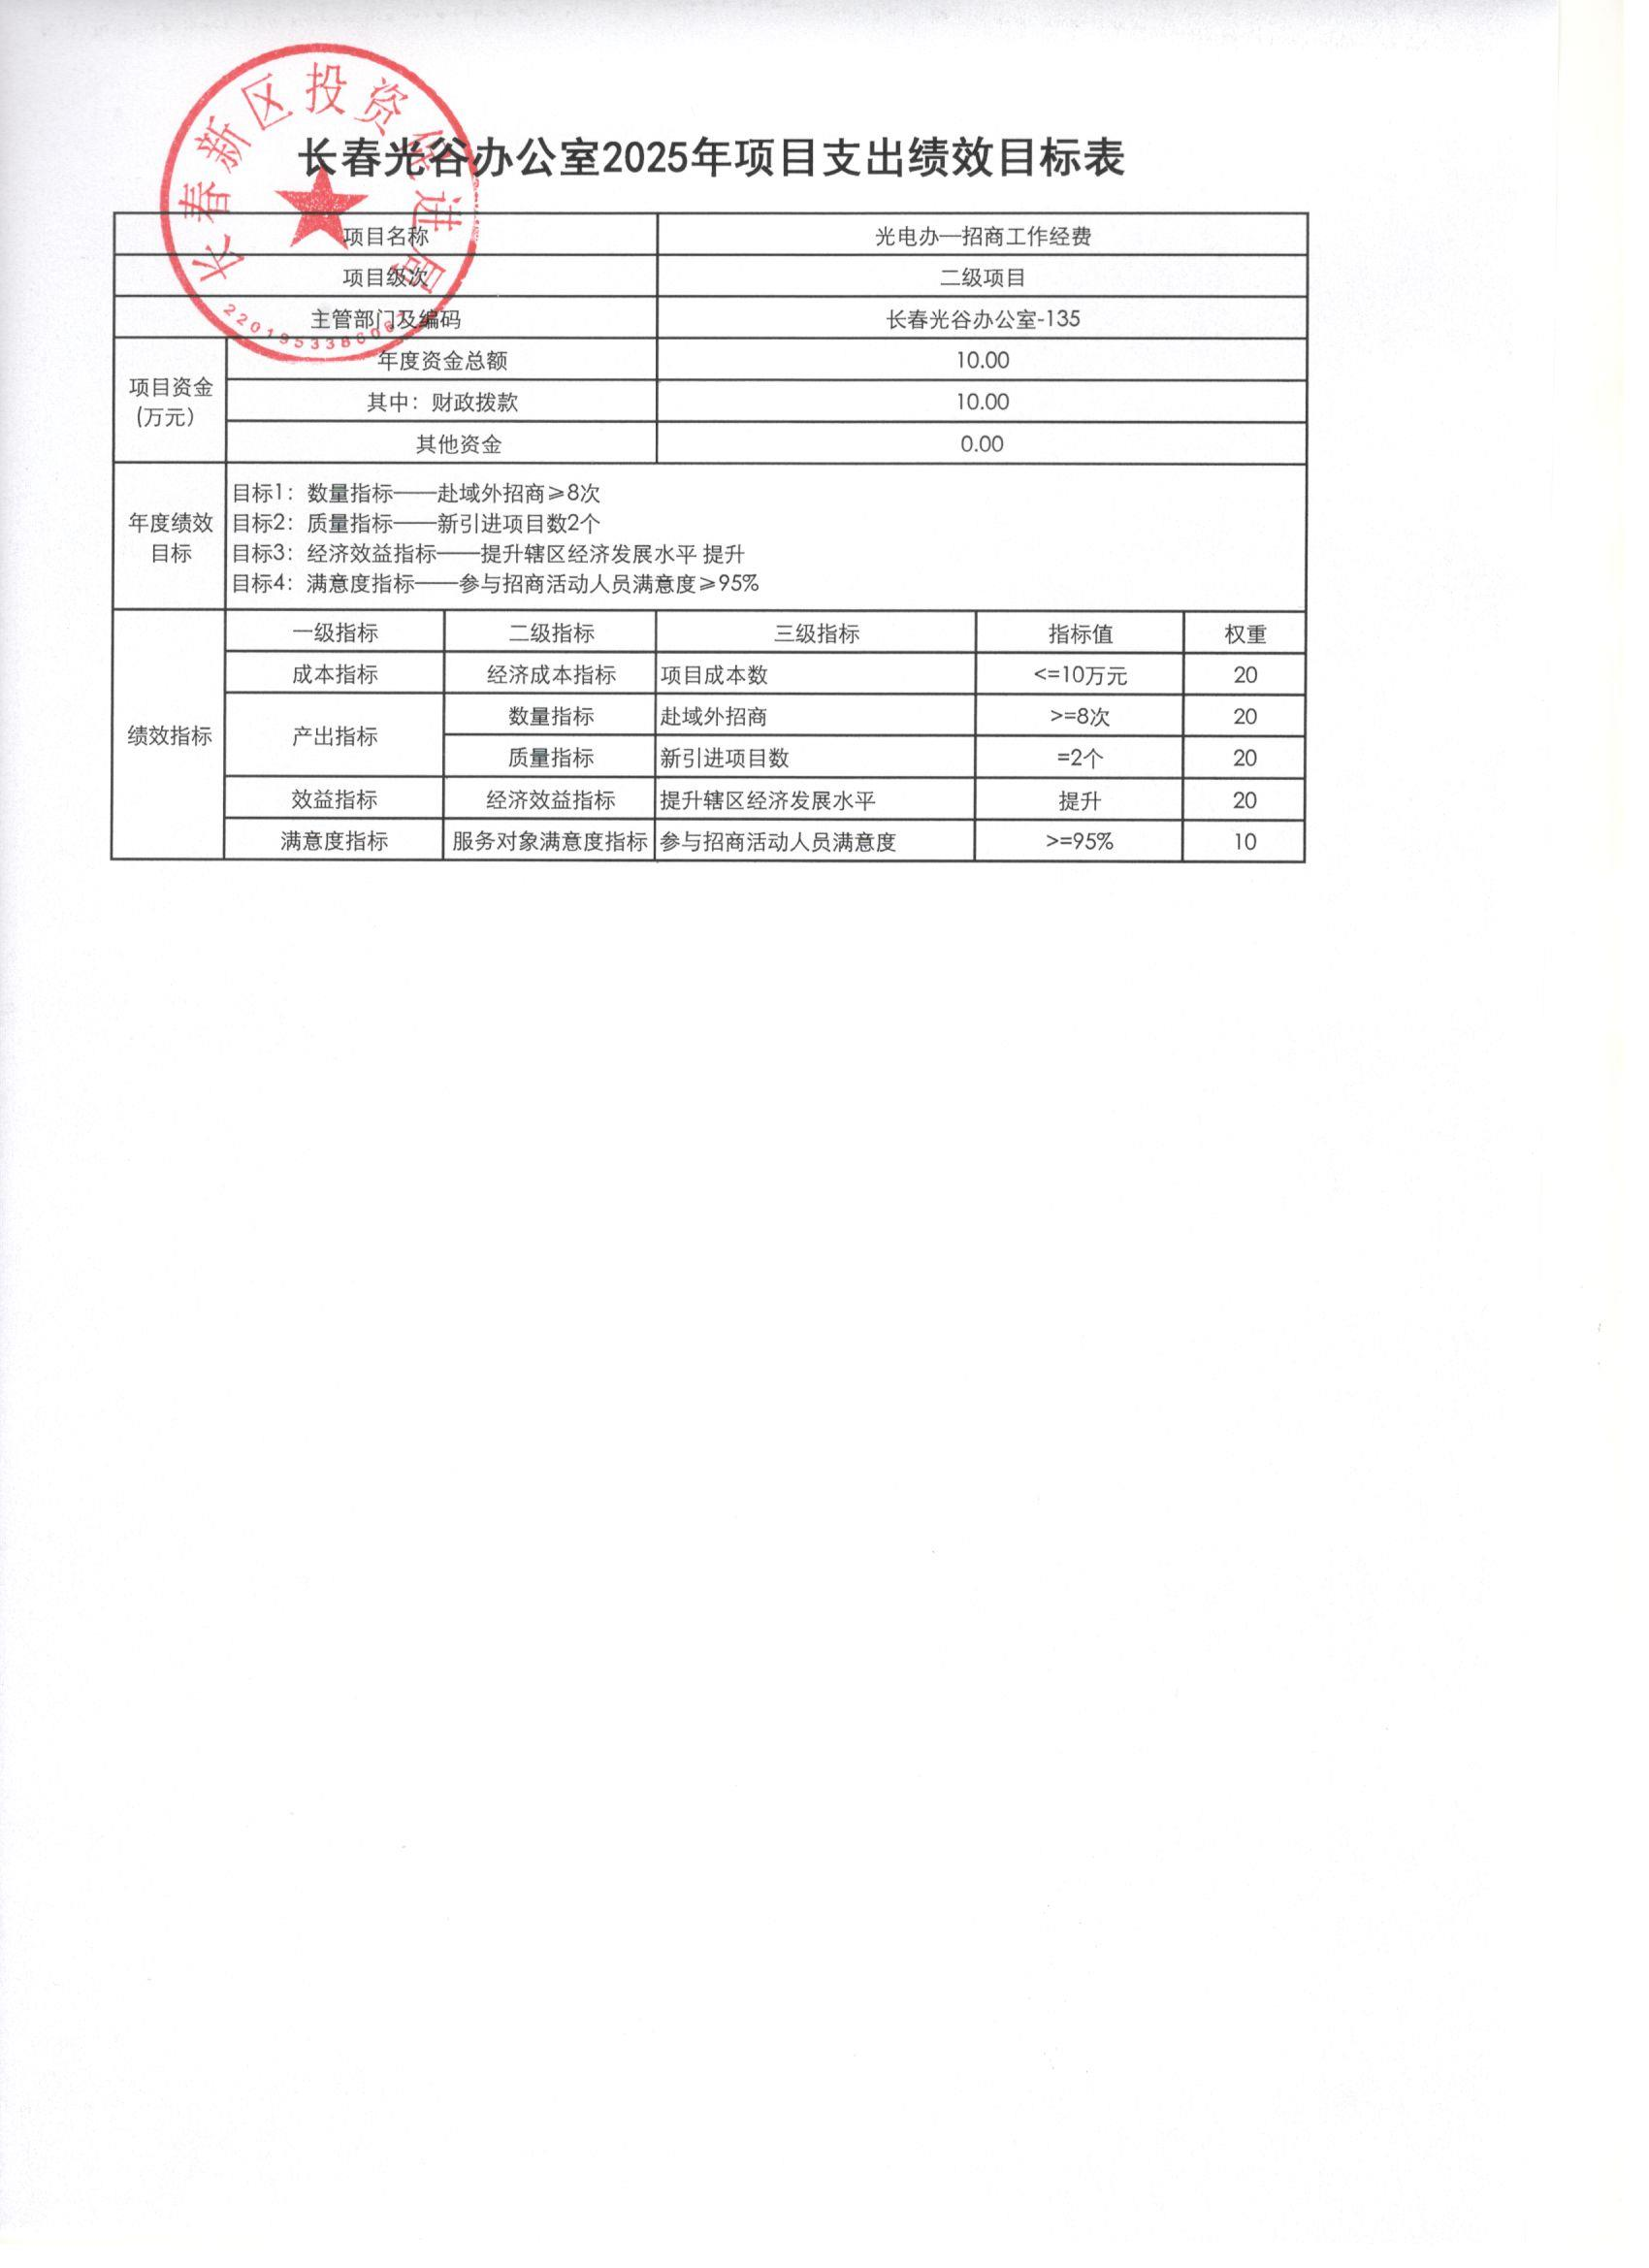 长春光谷办公室2025年项目支出绩效目标表
长春新区投资促进局
项目名称 光电办—招商工作经费
项目级次 二级项目
主管部门及编码 长春光谷办公室-135
项目资金
(万元)
年度资金总额 10.00
其中：财政拨款 10.00
其他资金 0.00
年度绩效
目标
目标1：数量指标——赴域外招商≥8次
目标2：质量指标——新引进项目数2个
目标3：经济效益指标——提升辖区经济发展水平 提升
目标4：满意度指标——参与招商活动人员满意度≥95%
绩效指标
一级指标 二级指标 三级指标 指标值 权重
成本指标 经济成本指标 项目成本数 <=10万元 20
产出指标 数量指标 赴域外招商 >=8次 20
质量指标 新引进项目数 =2个 20
效益指标 经济效益指标 提升辖区经济发展水平 提升 20
满意度指标 服务对象满意度指标 参与招商活动人员满意度 >=95% 10